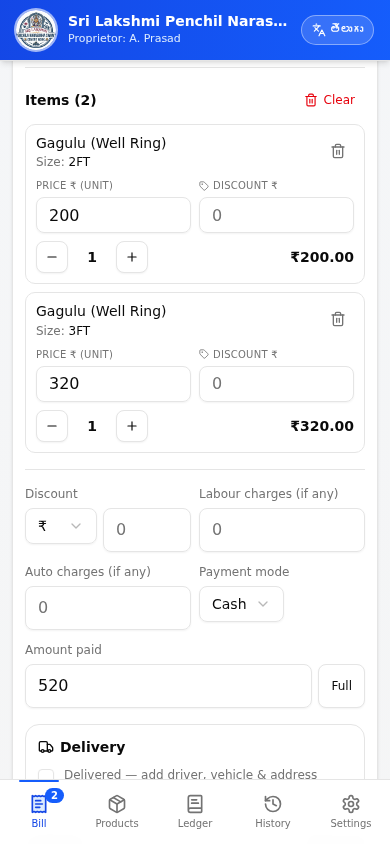 Sri Lakshmi Penchil Naras...
Proprietor: A. Prasad
తెలుగు
Items (2)
Clear
Gagulu (Well Ring)
Size: 2FT
PRICE ₹ (UNIT)
DISCOUNT ₹
200
0
1
₹200.00
Gagulu (Well Ring)
Size: 3FT
PRICE ₹ (UNIT)
DISCOUNT ₹
320
0
1
₹320.00
Discount
Labour charges (if any)
₹
0
0
Auto charges (if any)
Payment mode
0
Cash
Amount paid
520
Full
Delivery
Delivered — add driver, vehicle & address
2
Bill
Products
Ledger
History
Settings